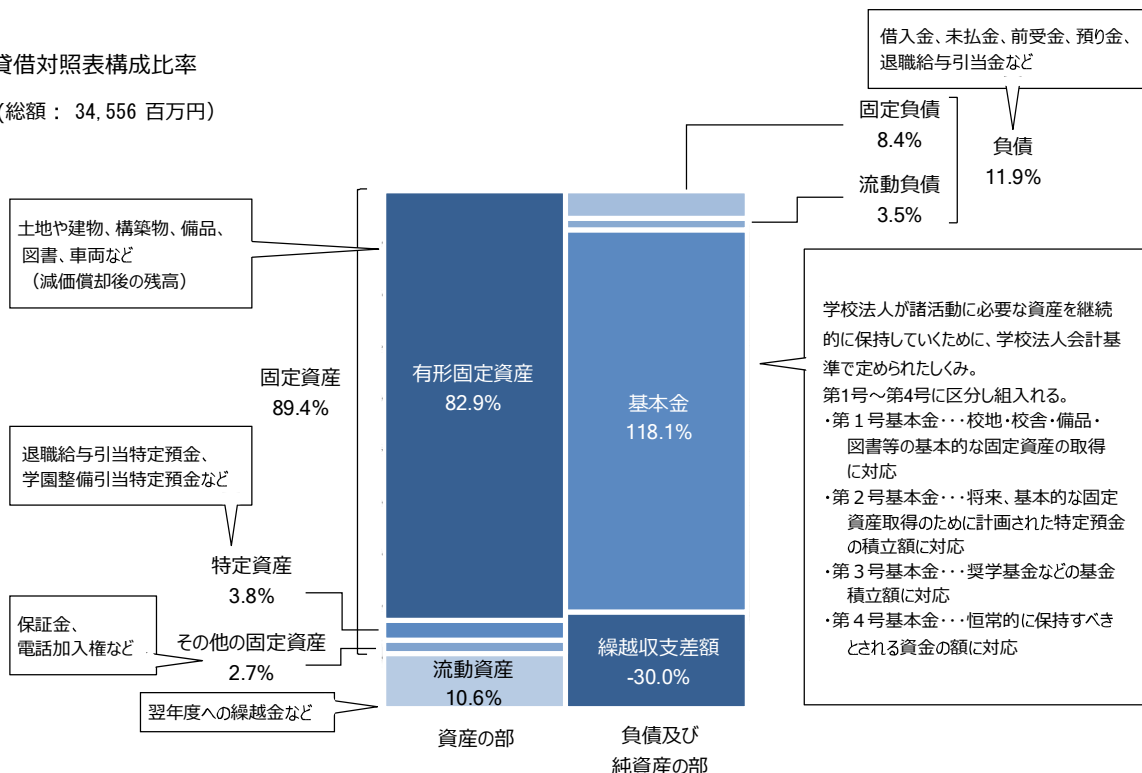 貸借対照表構成比率
(総額： 34,556 百万円)
借入金、未払金、前受金、預り金、
退職給与引当金など
固定負債
8.4%
流動負債
3.5%
負債
11.9%
土地や建物、構築物、備品、
図書、車両など
（減価償却後の残高）
固定資産
89.4%
有形固定資産
82.9%
基本金
118.1%
学校法人が諸活動に必要な資産を継続
的に保持していくために、学校法人会計基
準で定められたしくみ。
第1号～第4号に区分し組入れる。
・第１号基本金･･･校地・校舎・備品・
図書等の基本的な固定資産の取得
に対応
・第２号基本金･･･将来、基本的な固定
資産取得のために計画された特定預金
の積立額に対応
・第３号基本金･･･奨学基金などの基金
積立額に対応
・第４号基本金･･･恒常的に保持すべき
とされる資金の額に対応
退職給与引当特定預金、
学園整備引当特定預金など
特定資産
3.8%
保証金、
電話加入権など
その他の固定資産
2.7%
流動資産
10.6%
繰越収支差額
-30.0%
翌年度への繰越金など
資産の部
負債及び
純資産の部